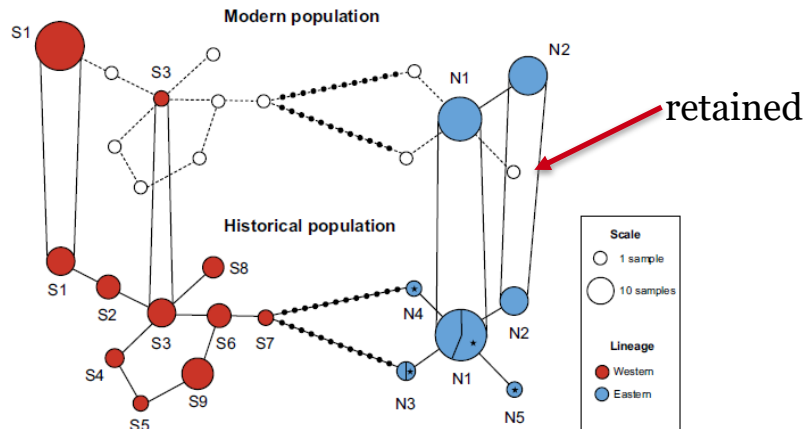 Modern population
S1
S3
N1
N2
retained
Historical population
S1
S2
S3
S8
S6
S7
S4
S9
S5
N4
N2
N1
N3
N5
Scale
1 sample
10 samples
Lineage
Western
Eastern